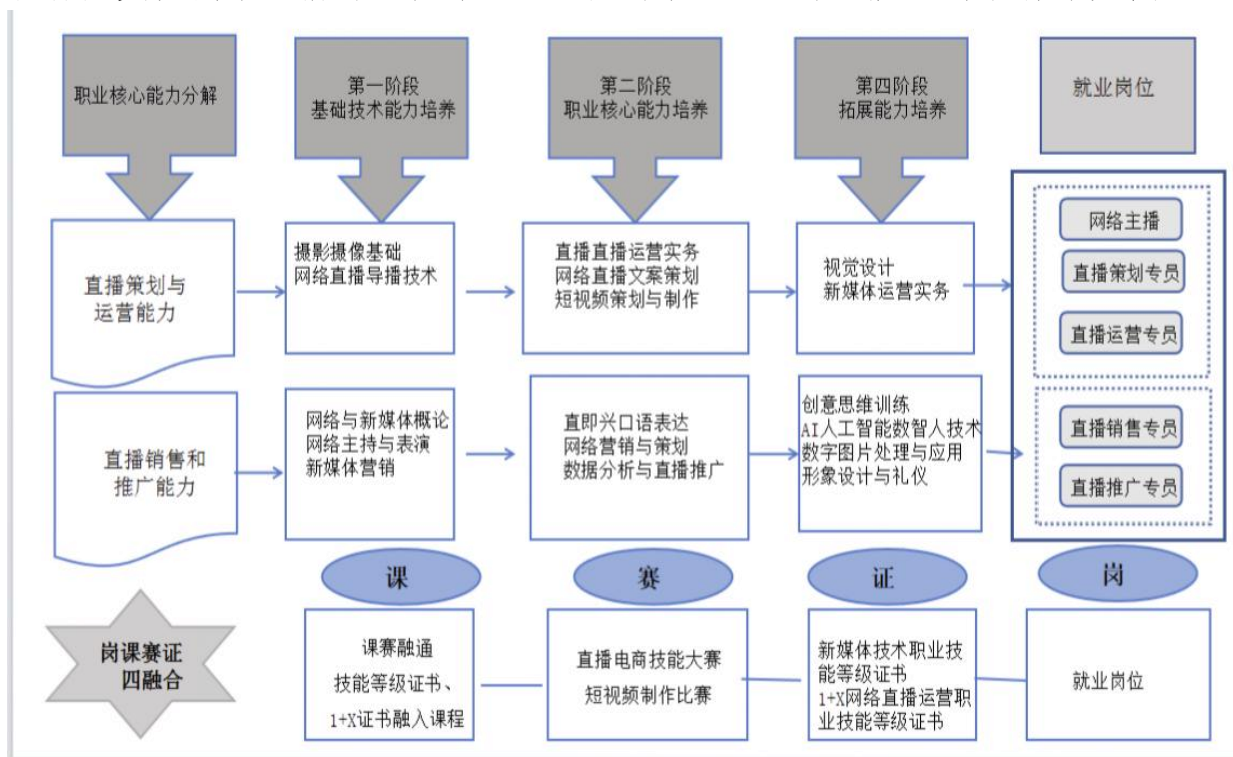 职业核心能力分解
第一阶段
基础技术能力培养
第二阶段
职业核心能力培养
第四阶段
拓展能力培养
就业岗位
直播策划与
运营能力
摄影摄像基础
网络直播导播技术
直播直播运营实务
网络直播文案策划
短视频策划与制作
视觉设计
新媒体运营实务
网络主播
直播策划专员
直播运营专员
直播销售和
推广能力
网络与新媒体概论
网络主持与表演
新媒体营销
直即兴口语表达
网络营销与策划
数据分析与直播推广
创意思维训练
AI人工智能数智人技术
数字图片处理与应用
形象设计与礼仪
直播销售专员
直播推广专员
课
赛
证
岗
岗课赛证
四融合
课赛融通
技能等级证书、
1+X证书融入课程
直播电商技能大赛
短视频制作比赛
新媒体技术职业技
能等级证书
1+X网络直播运营职
业技能等级证书
就业岗位